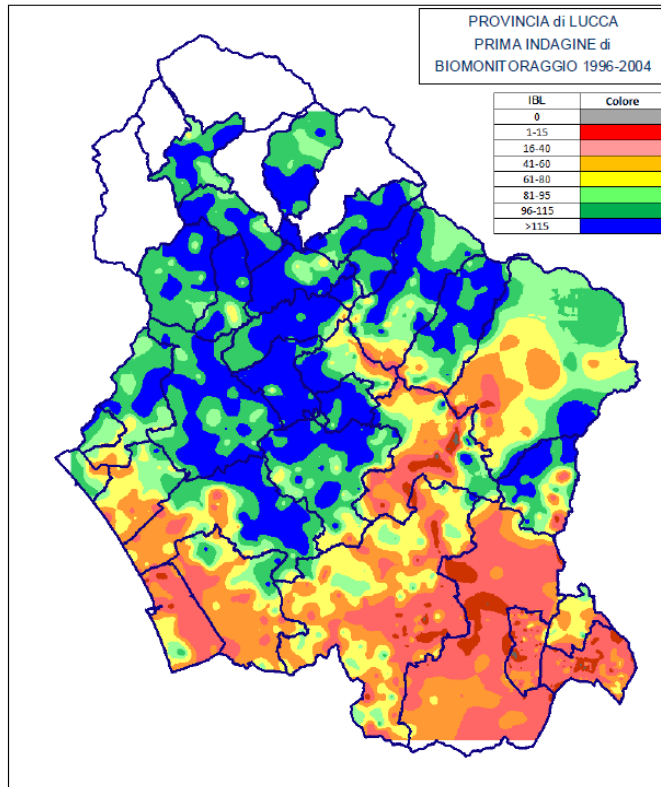 PROVINCIA di LUCCA
PRIMA INDAGINE di
BIOMONITORAGGIO 1996-2004
IBL Colore
0
1-15
16-40
41-60
61-80
81-95
96-115
>115